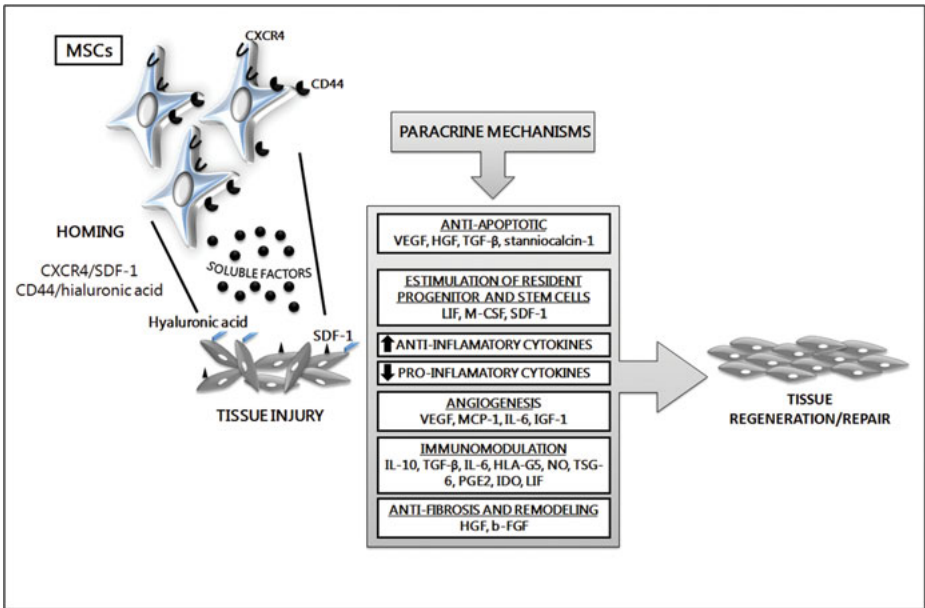 MSCs
CXCR4
CD44
HOMING
CXCR4/SDF-1
CD44/hialuronic acid
SOLUBLE FACTORS
Hyaluronic acid
SDF-1
TISSUE INJURY
PARACRINE MECHANISMS
ANTI-APOPTOTIC
VEGF, HGF, TGF-β, stanniocalcin-1
ESTIMULATION OF RESIDENT
PROGENITOR AND STEM CELLS
LIF, M-CSF, SDF-1
ANTI-INFLAMATORY CYTOKINES
PRO-INFLAMATORY CYTOKINES
ANGIOGENESIS
VEGF, MCP-1, IL-6, IGF-1
IMMUNOMODULATION
IL-10, TGF-β, IL-6, HLA-G5, NO, TSG-
6, PGE2, IDO, LIF
ANTI-FIBROSIS AND REMODELING
HGF, b-FGF
TISSUE
REGENERATION/REPAIR